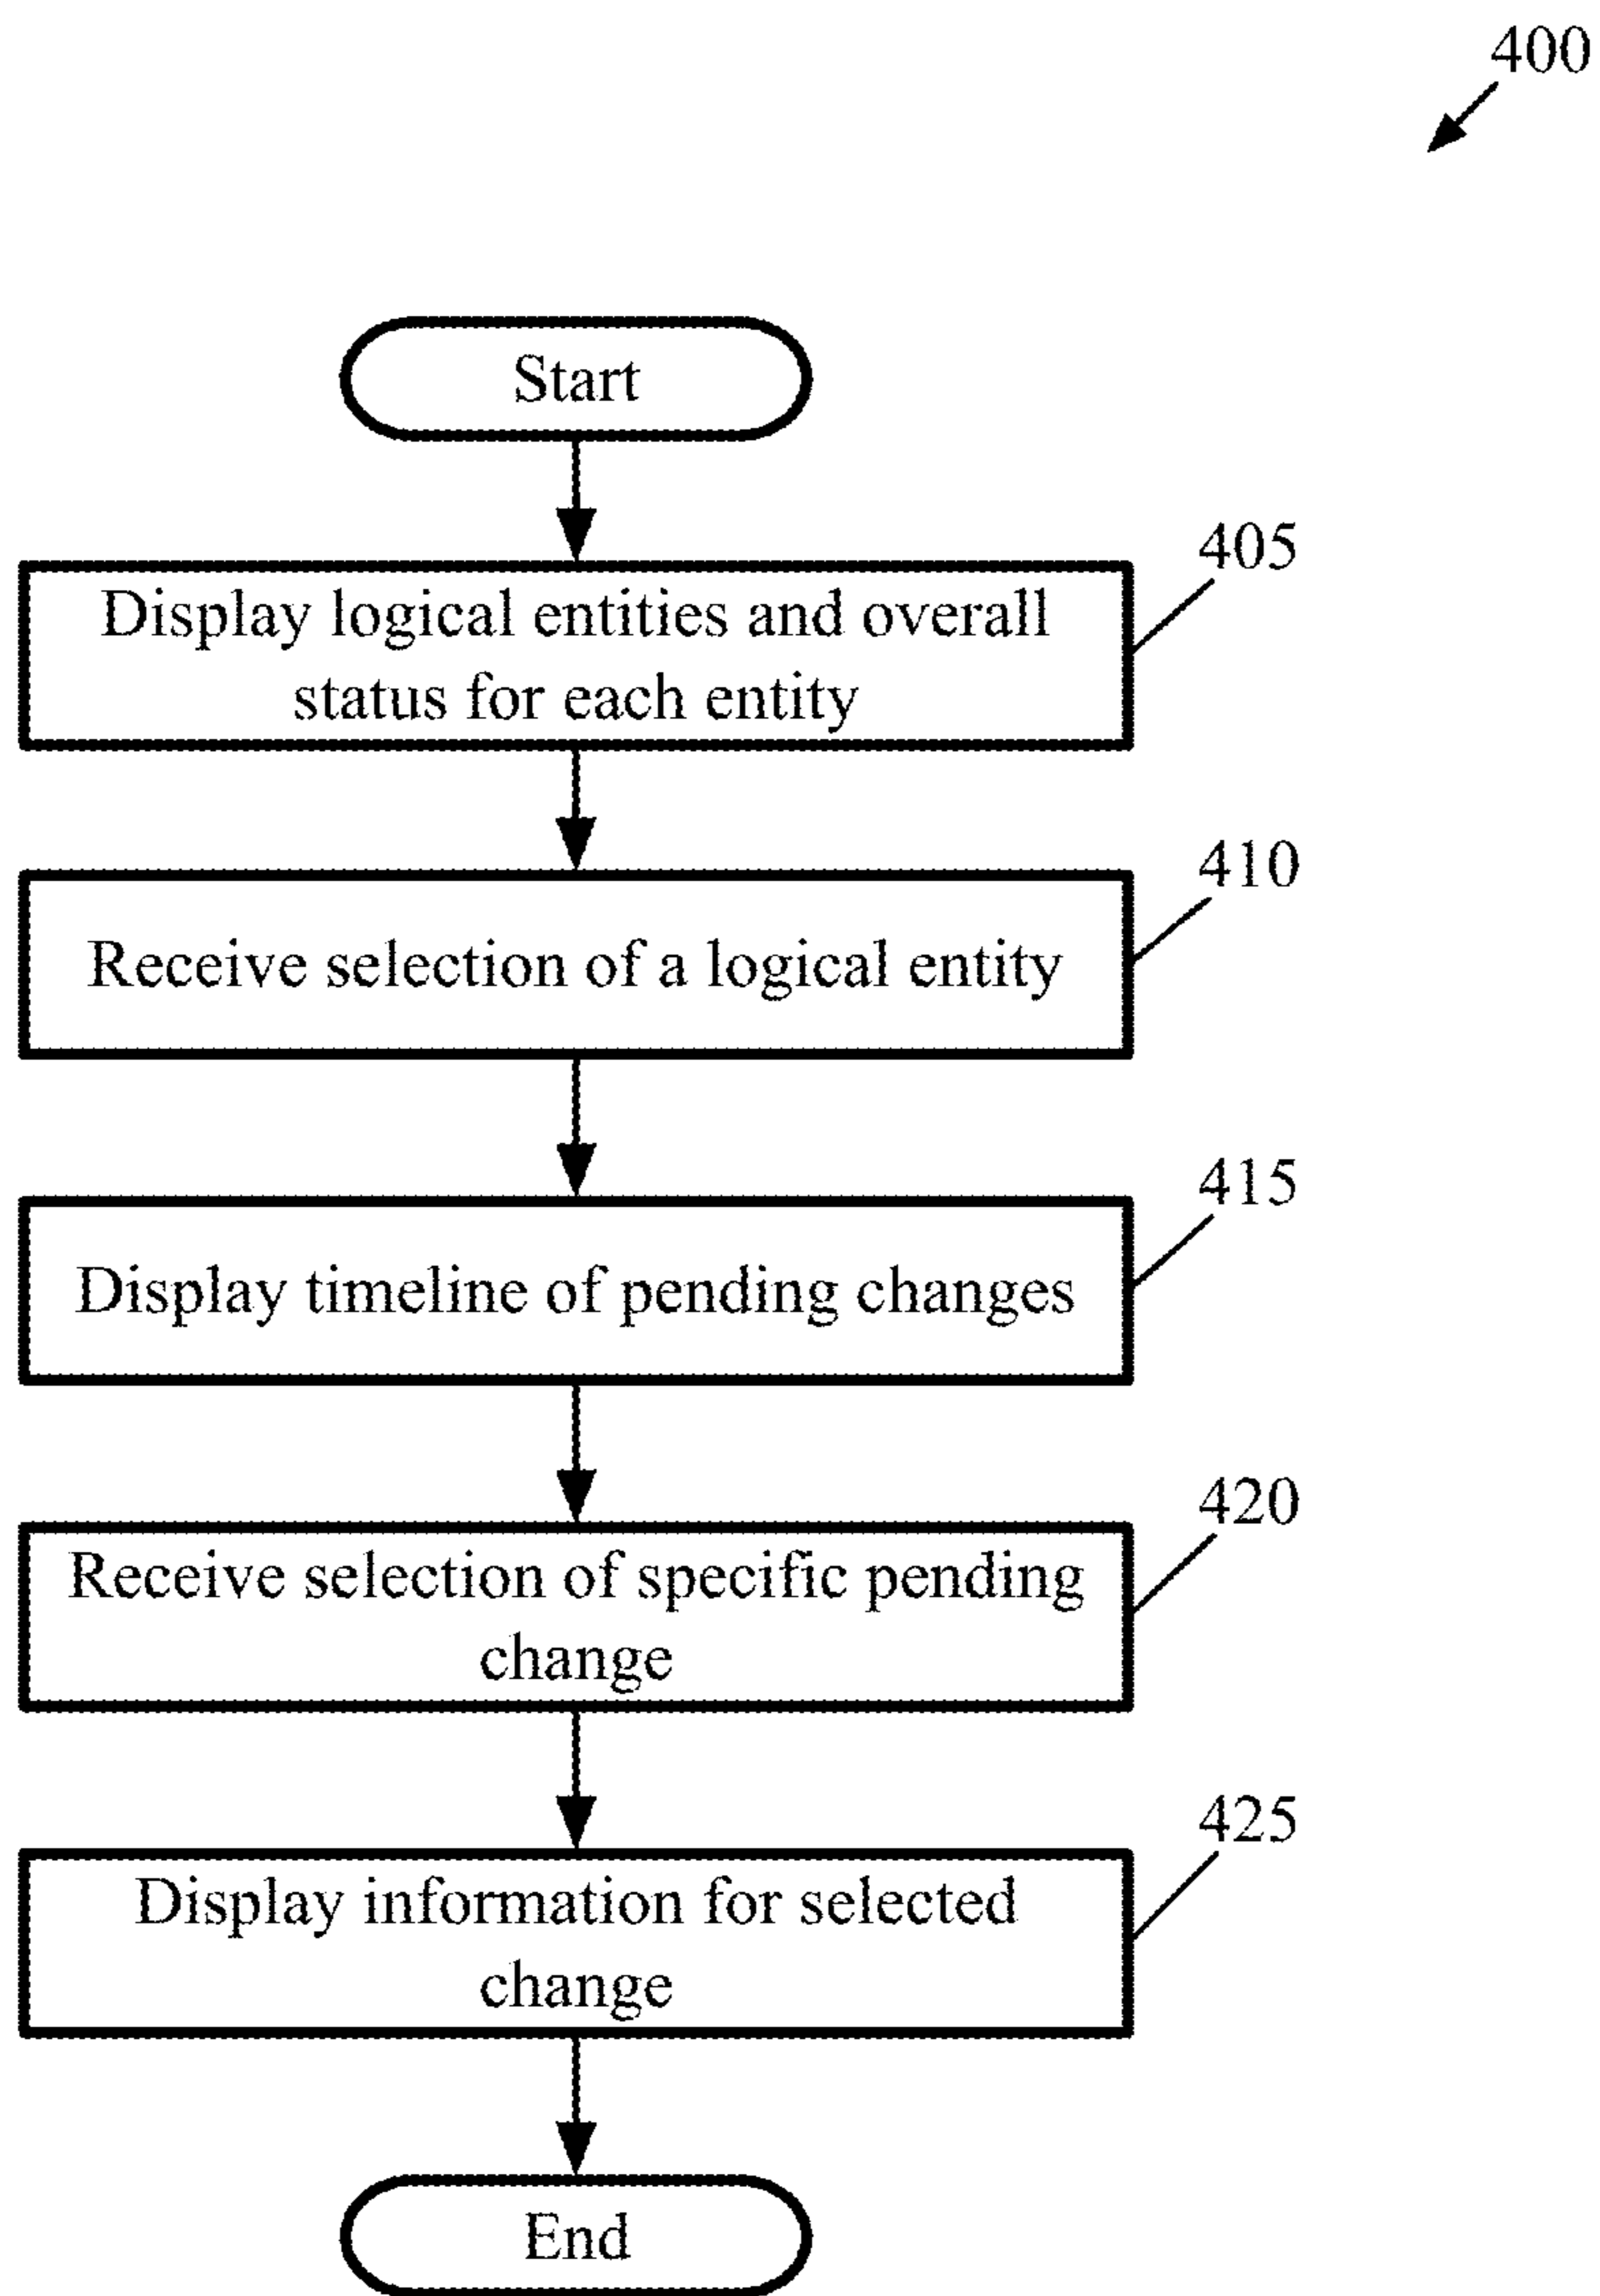 400
Start
405
Display logical entities and overall
status for each entity
410
Receive selection of a logical entity
415
Display timeline of pending changes
420
Receive selection of specific pending
change
425
Display information for selected
change
End